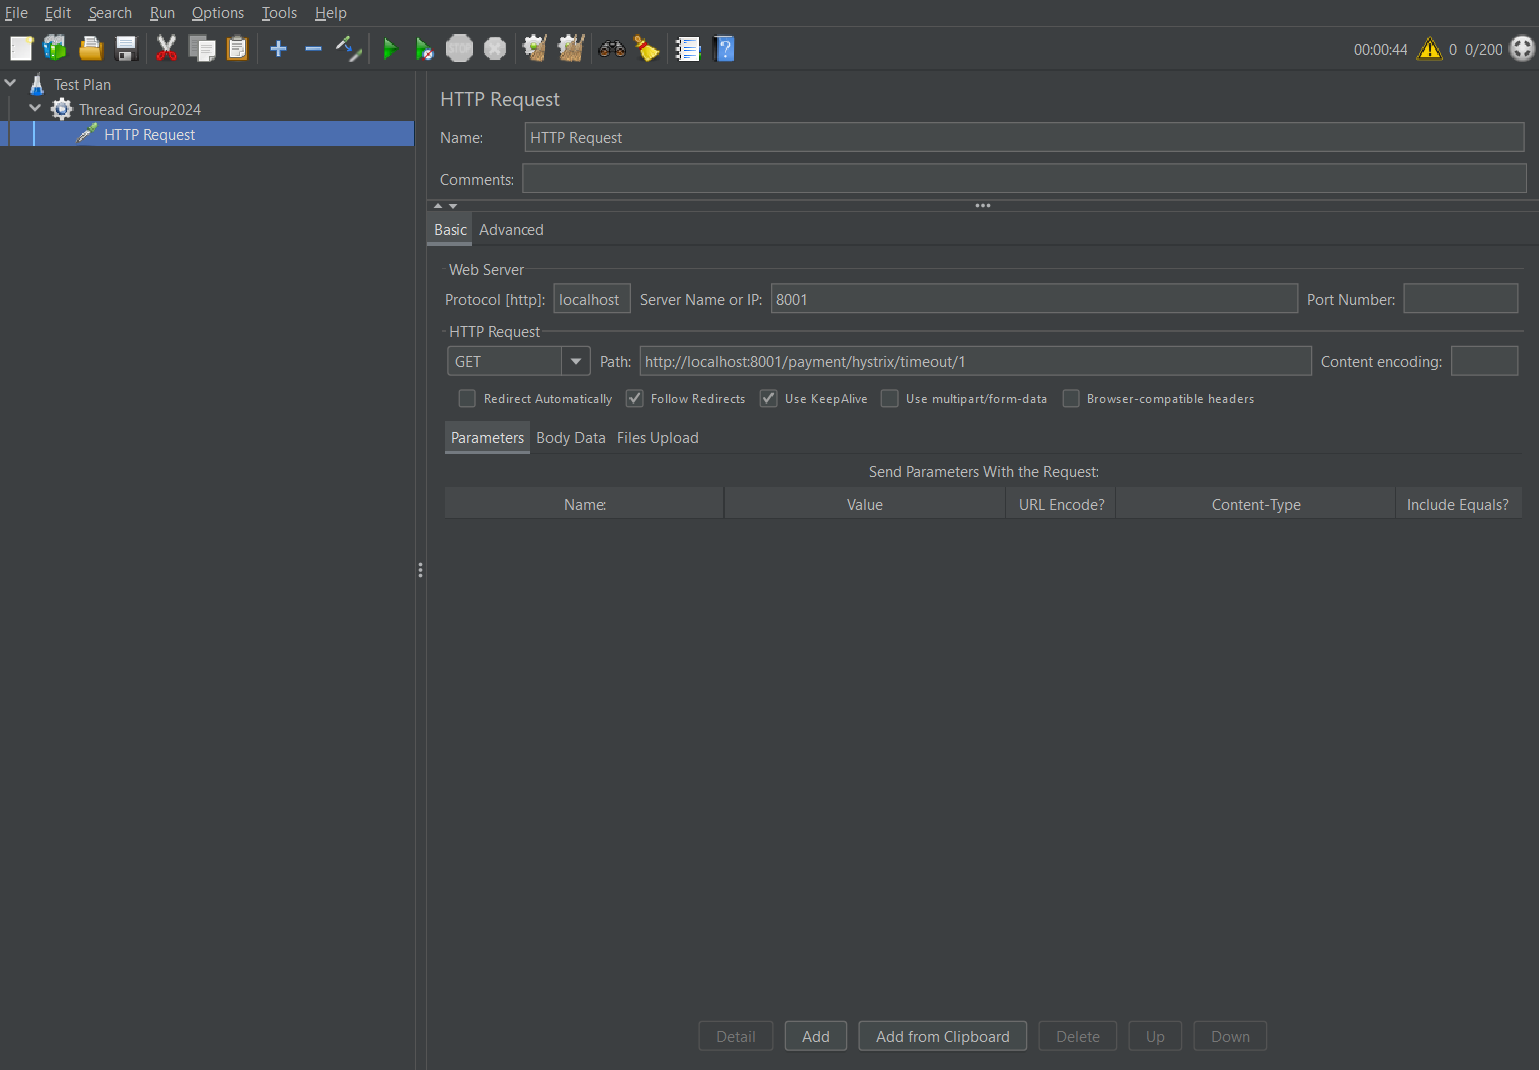 File Edit Search Run Options Tools Help
STOP
00:00:44 0 0/200
Test Plan
Thread Group2024
HTTP Request
HTTP Request
Name: HTTP Request
Comments:
Basic Advanced
Web Server
Protocol [http]: localhost Server Name or IP: 8001 Port Number:
HTTP Request
GET Path: http://localhost:8001/payment/hystrix/timeout/1 Content encoding:
Redirect Automatically Follow Redirects Use KeepAlive Use multipart/form-data Browser-compatible headers
Parameters Body Data Files Upload
Send Parameters With the Request:
Name: Value URL Encode? Content-Type Include Equals?
Detail Add Add from Clipboard Delete Up Down